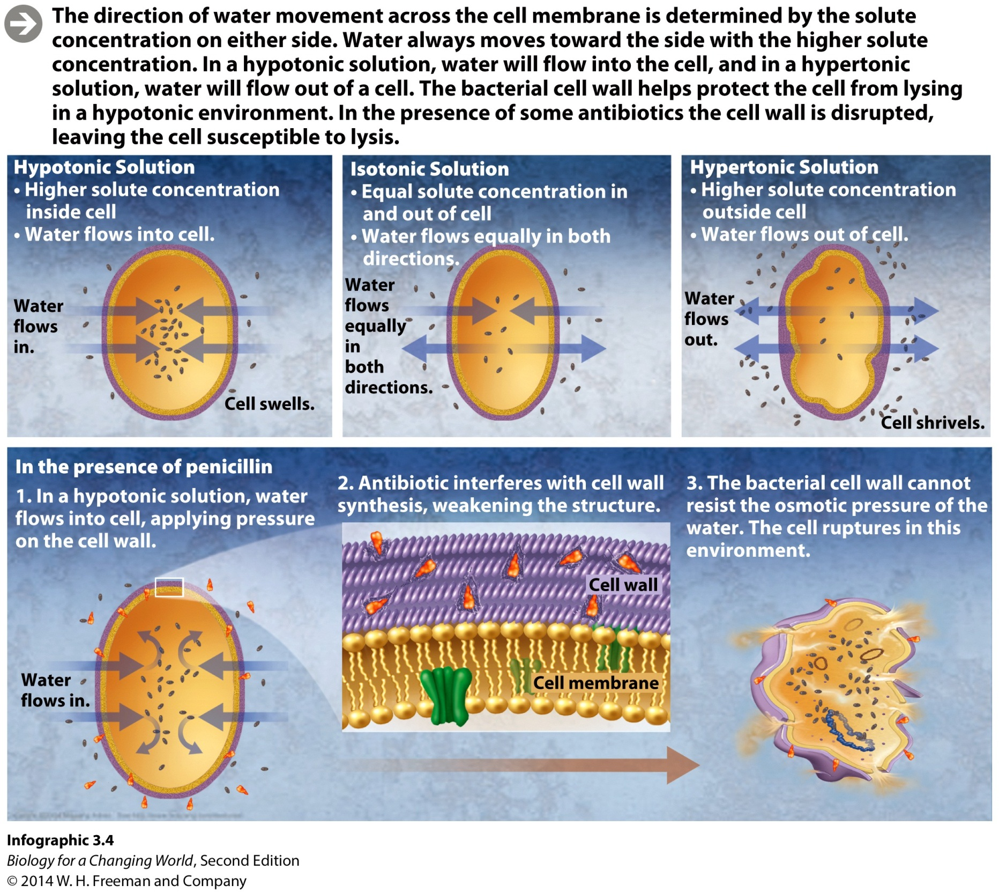 The direction of water movement across the cell membrane is determined by the solute
concentration on either side. Water always moves toward the side with the higher solute
concentration. In a hypotonic solution, water will flow into the cell, and in a hypertonic
solution, water will flow out of a cell. The bacterial cell wall helps protect the cell from lysing
in a hypotonic environment. In the presence of some antibiotics the cell wall is disrupted,
leaving the cell susceptible to lysis.
Hypotonic Solution
• Higher solute concentration
inside cell
• Water flows into cell.
Water
flows
in.
Cell swells.
Isotonic Solution
• Equal solute concentration in
and out of cell
• Water flows equally in both
directions.
Water
flows
equally
in
both
directions.
Hypertonic Solution
• Higher solute concentration
outside cell
• Water flows out of cell.
Water
flows
out.
Cell shrivels.
In the presence of penicillin
1. In a hypotonic solution, water
flows into cell, applying pressure
on the cell wall.
Water
flows in.
2. Antibiotic interferes with cell wall
synthesis, weakening the structure.
Cell wall
Cell membrane
3. The bacterial cell wall cannot
resist the osmotic pressure of the
water. The cell ruptures in this
environment.
Infographic 3.4
Biology for a Changing World, Second Edition
© 2014 W. H. Freeman and Company